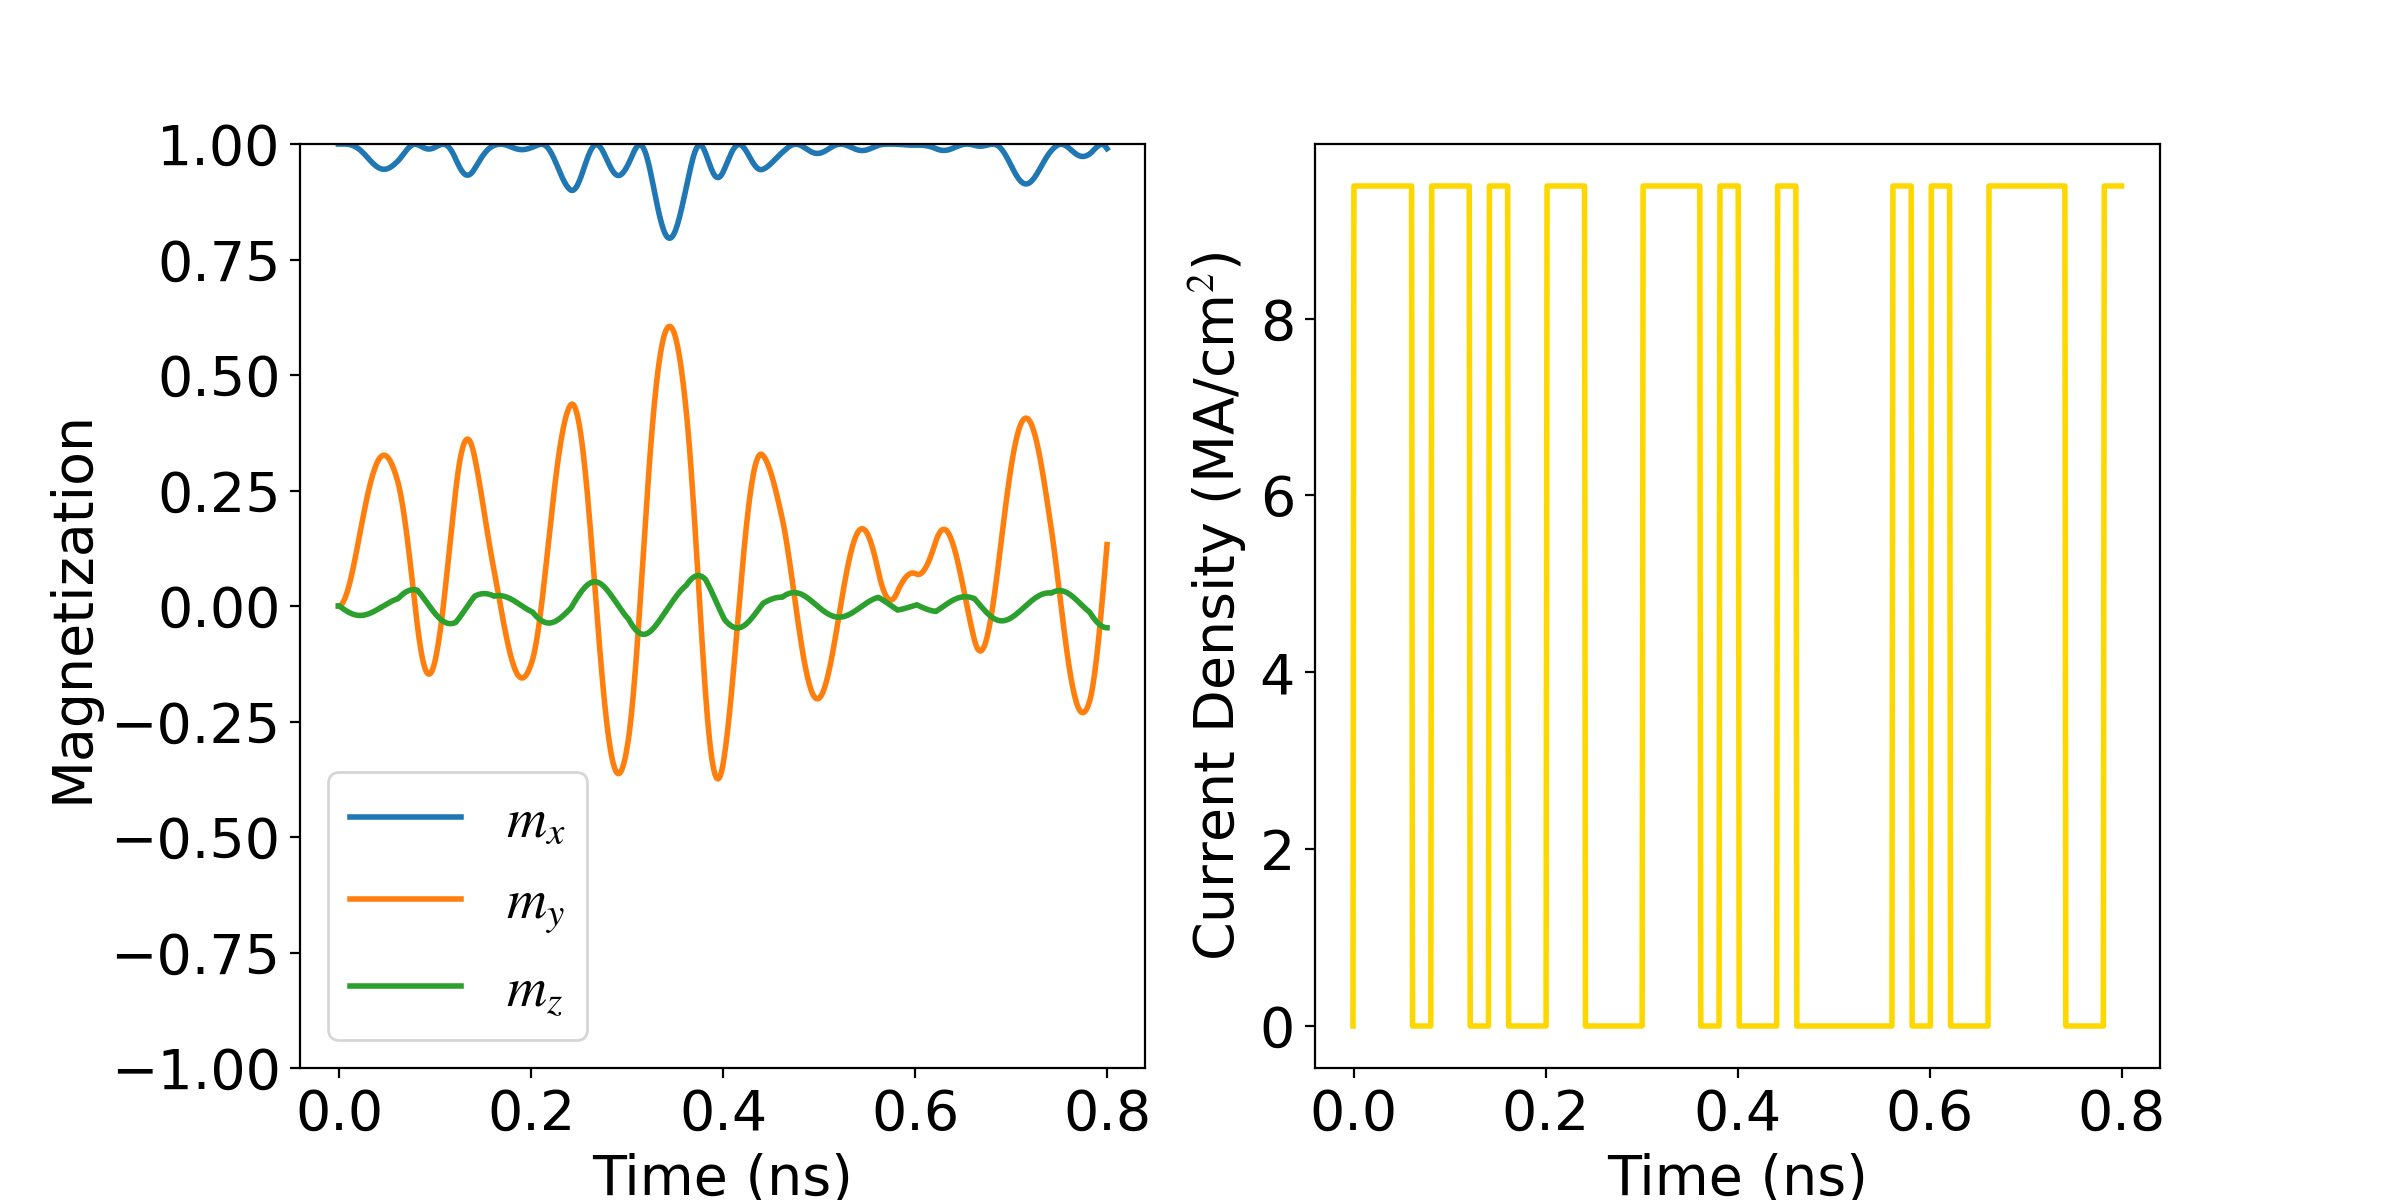 Magnetization
1.00
0.75
0.50
0.25
0.00
−0.25
−0.50
−0.75
−1.00
m_x
m_y
m_z
0.0 0.2 0.4 0.6 0.8
Time (ns)
Current Density (MA/cm²)
8
6
4
2
0
0.0 0.2 0.4 0.6 0.8
Time (ns)